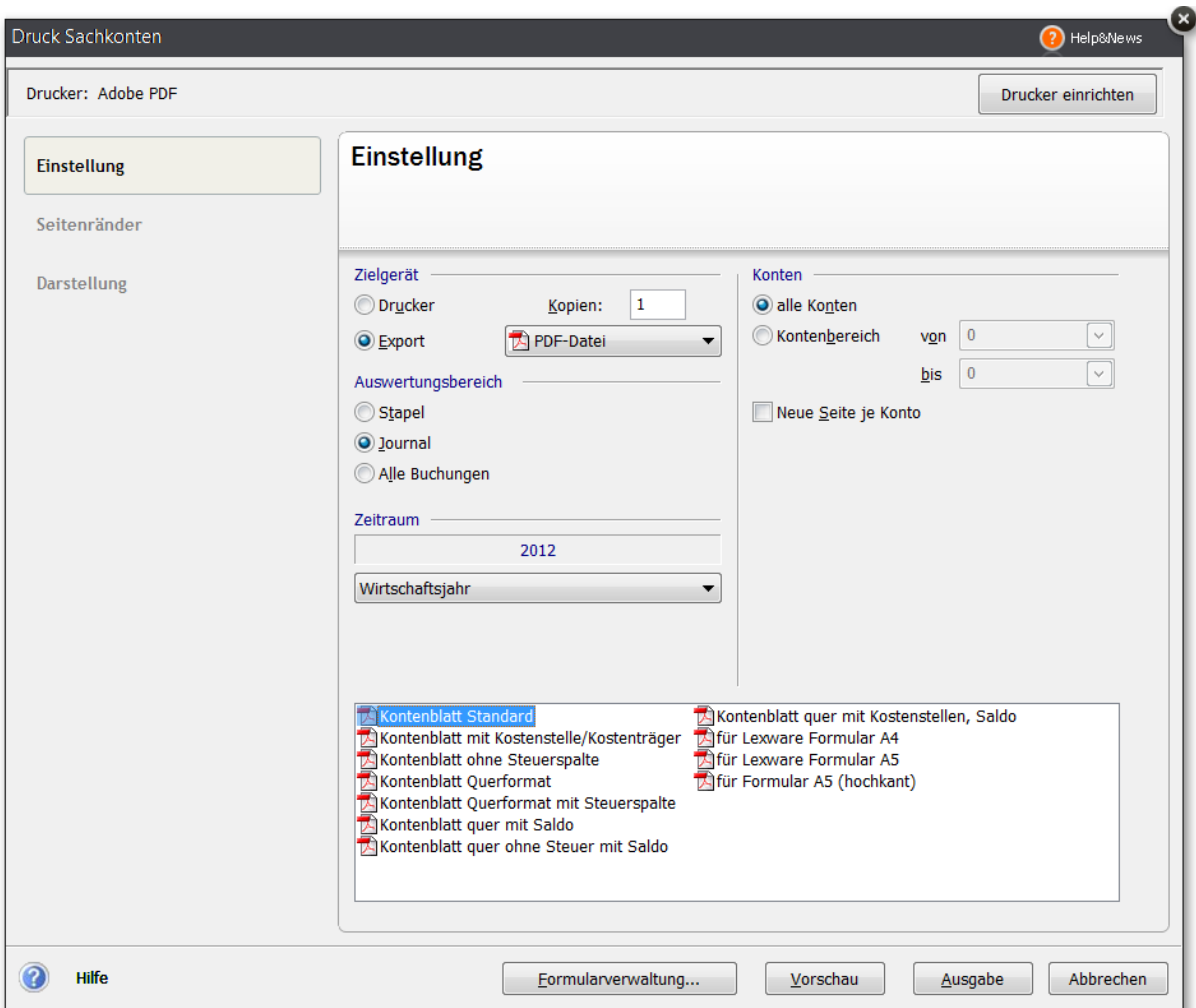 Druck Sachkonten
Help&News
Drucker: Adobe PDF
Drucker einrichten
Einstellung
Seitenränder
Darstellung
Einstellung
Zielgerät
Drucker
Kopien:
1
Export
PDF-Datei
Auswertungsbereich
Stapel
Journal
Alle Buchungen
Zeitraum
2012
Wirtschaftsjahr
Konten
alle Konten
Kontenbereich
von
0
bis
0
Neue Seite je Konto
Kontenblatt Standard
Kontenblatt mit Kostenstelle/Kostenträger
Kontenblatt ohne Steuerspalte
Kontenblatt Querformat
Kontenblatt Querformat mit Steuerspalte
Kontenblatt quer mit Saldo
Kontenblatt quer ohne Steuer mit Saldo
Kontenblatt quer mit Kostenstellen, Saldo
für Lexware Formular A4
für Lexware Formular A5
für Formular A5 (hochkant)
Hilfe
Formularverwaltung...
Vorschau
Ausgabe
Abbrechen